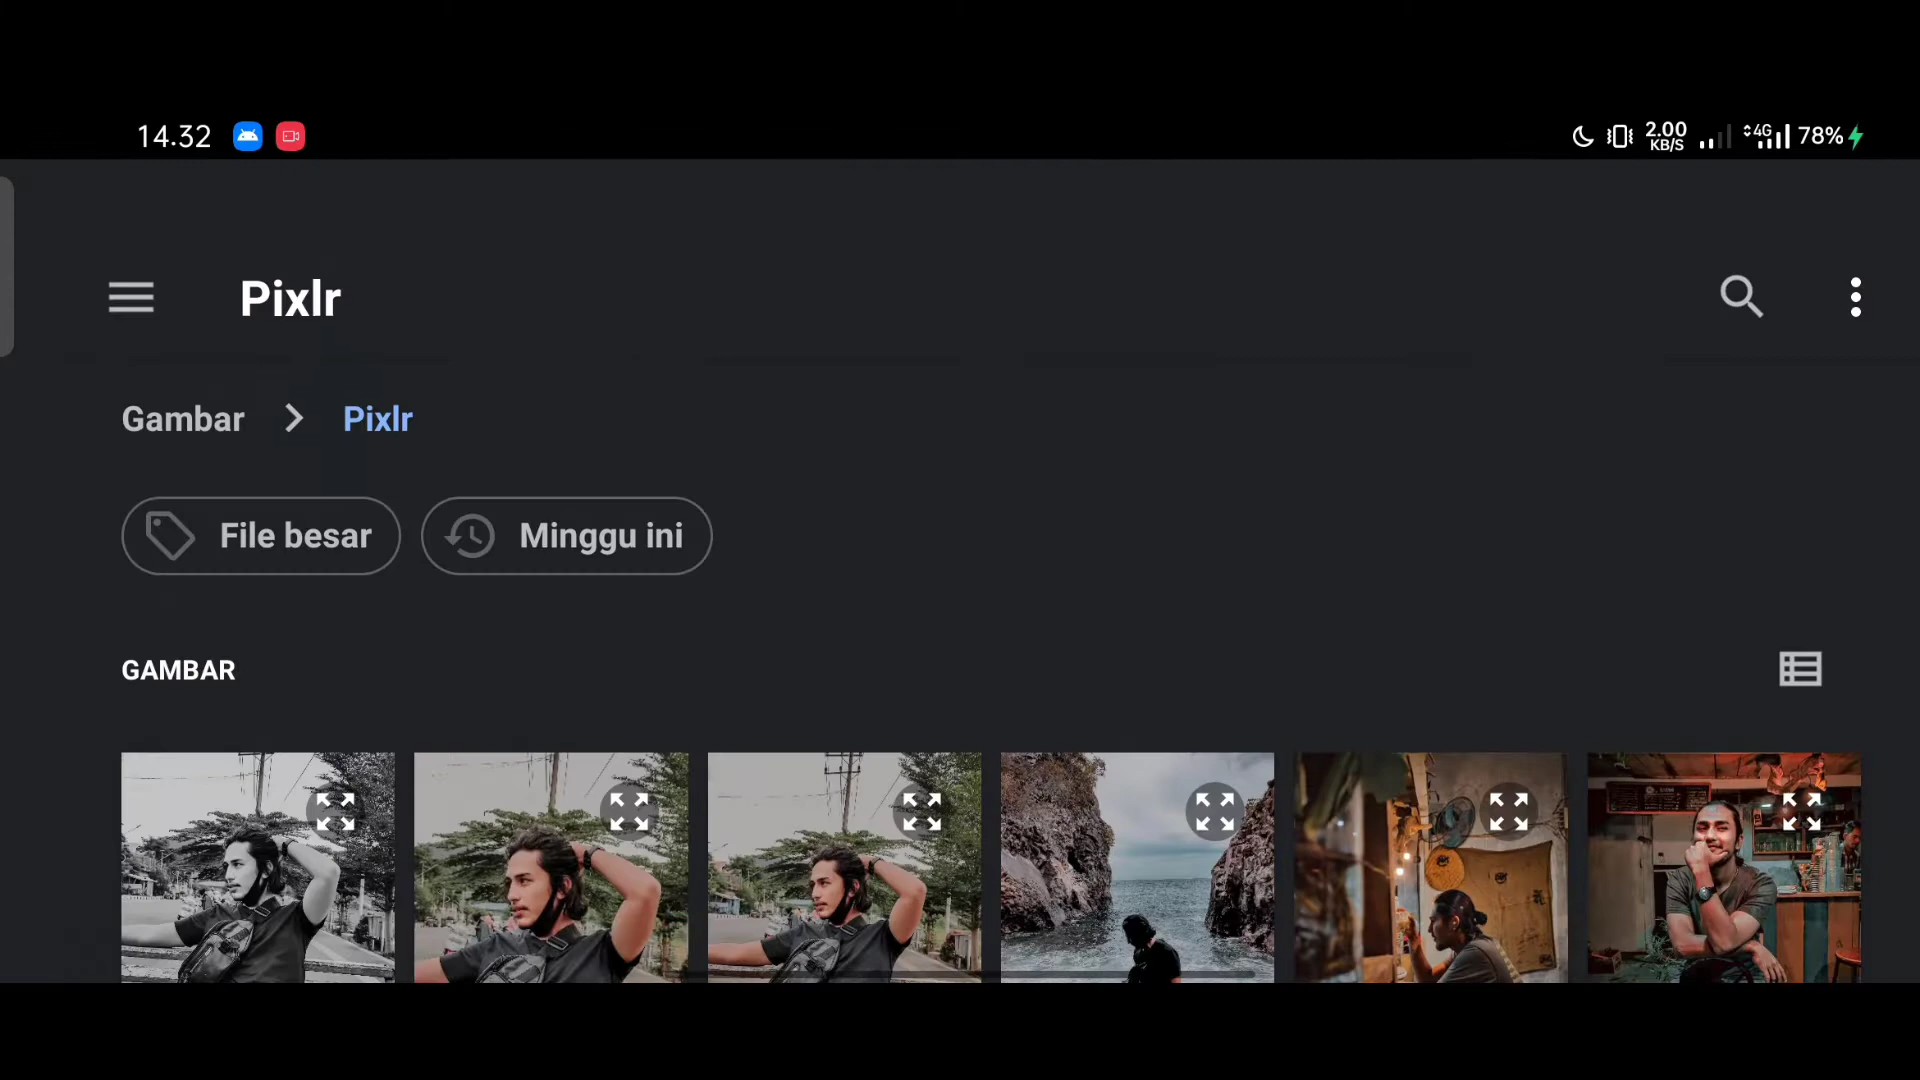 14.32 2.00 KB/S 4G 78%
Pixlr
Gambar Pixlr
File besar Minggu ini
GAMBAR